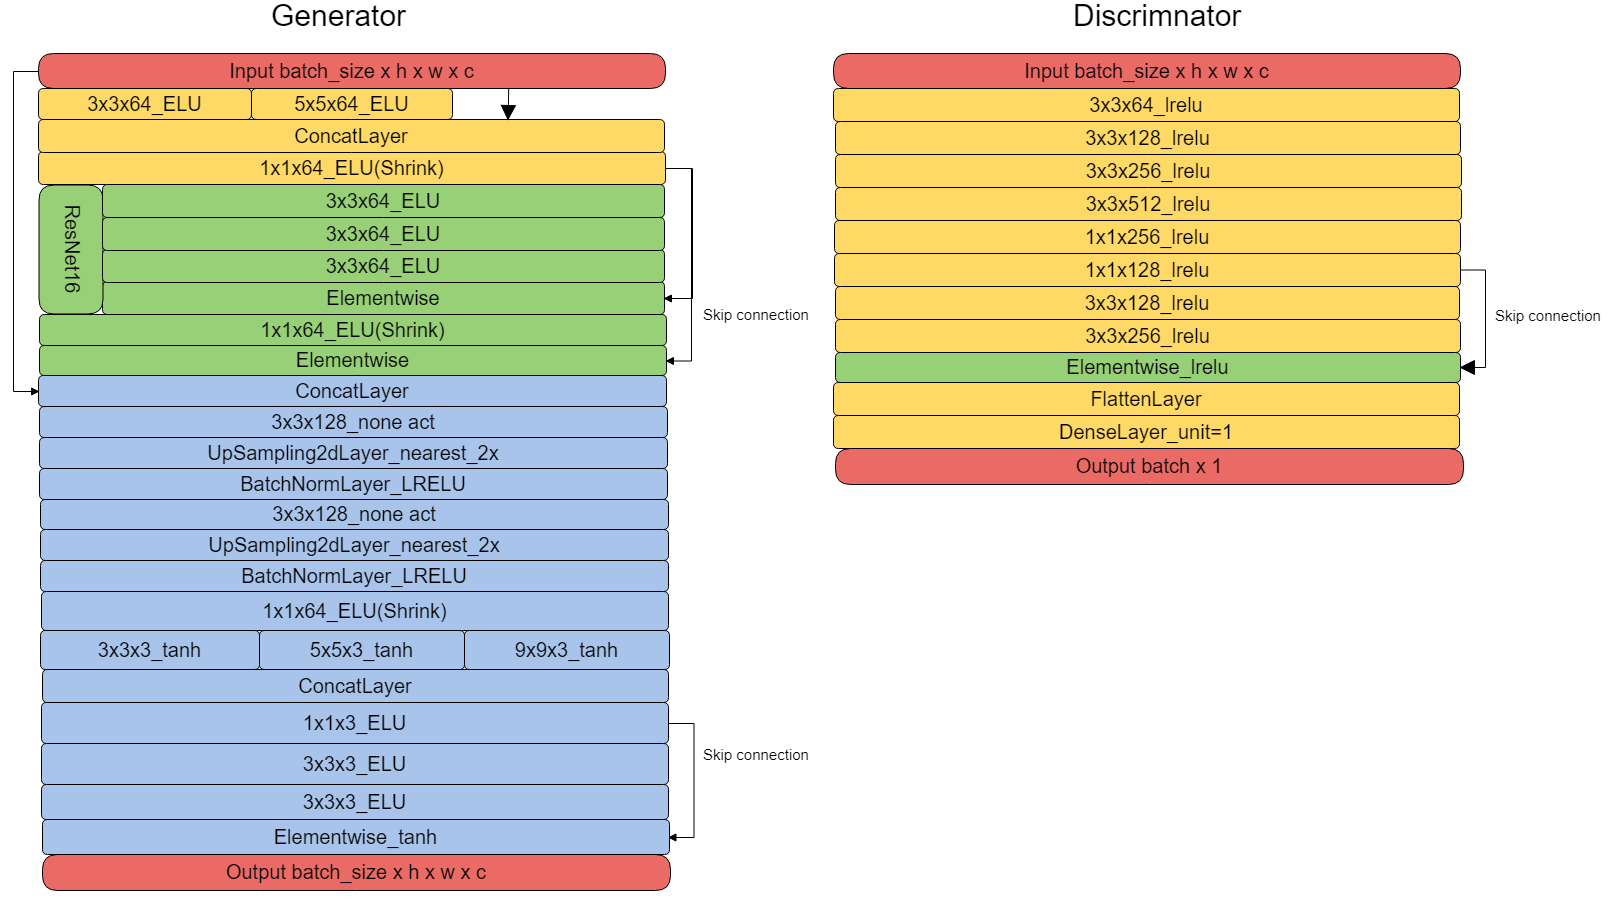 Generator
Input batch_size x h x w x c
3x3x64_ELU
5x5x64_ELU
ConcatLayer
1x1x64_ELU(Shrink)
ResNet16
3x3x64_ELU
3x3x64_ELU
3x3x64_ELU
Elementwise
Skip connection
1x1x64_ELU(Shrink)
Elementwise
ConcatLayer
3x3x128_none act
UpSampling2dLayer_nearest_2x
BatchNormLayer_LRELU
3x3x128_none act
UpSampling2dLayer_nearest_2x
BatchNormLayer_LRELU
1x1x64_ELU(Shrink)
3x3x3_tanh
5x5x3_tanh
9x9x3_tanh
ConcatLayer
1x1x3_ELU
Skip connection
3x3x3_ELU
3x3x3_ELU
Elementwise_tanh
Output batch_size x h x w x c
Discrimnator
Input batch_size x h x w x c
3x3x64_lrelu
3x3x128_lrelu
3x3x256_lrelu
3x3x512_lrelu
1x1x256_lrelu
1x1x128_lrelu
3x3x128_lrelu
Skip connection
3x3x256_lrelu
Elementwise_lrelu
FlattenLayer
DenseLayer_unit=1
Output batch x 1